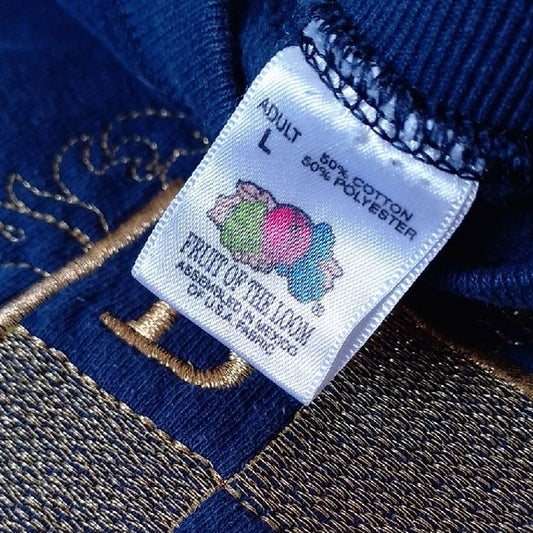 ADULT
L
50% COTTON
50% POLYESTER
FRUIT OF THE LOOM®
ASSEMBLED IN MEXICO
OF U.S.A. FABRIC